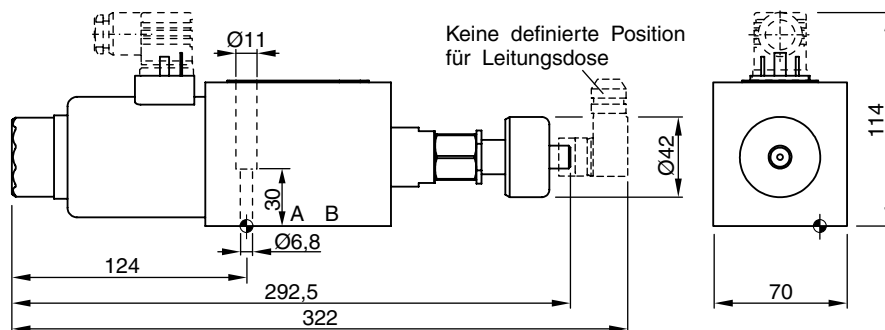 Keine definierte Position
für Leitungsdose
Ø11
Ø42
114
30
A B
Ø6,8
124
292,5
70
322